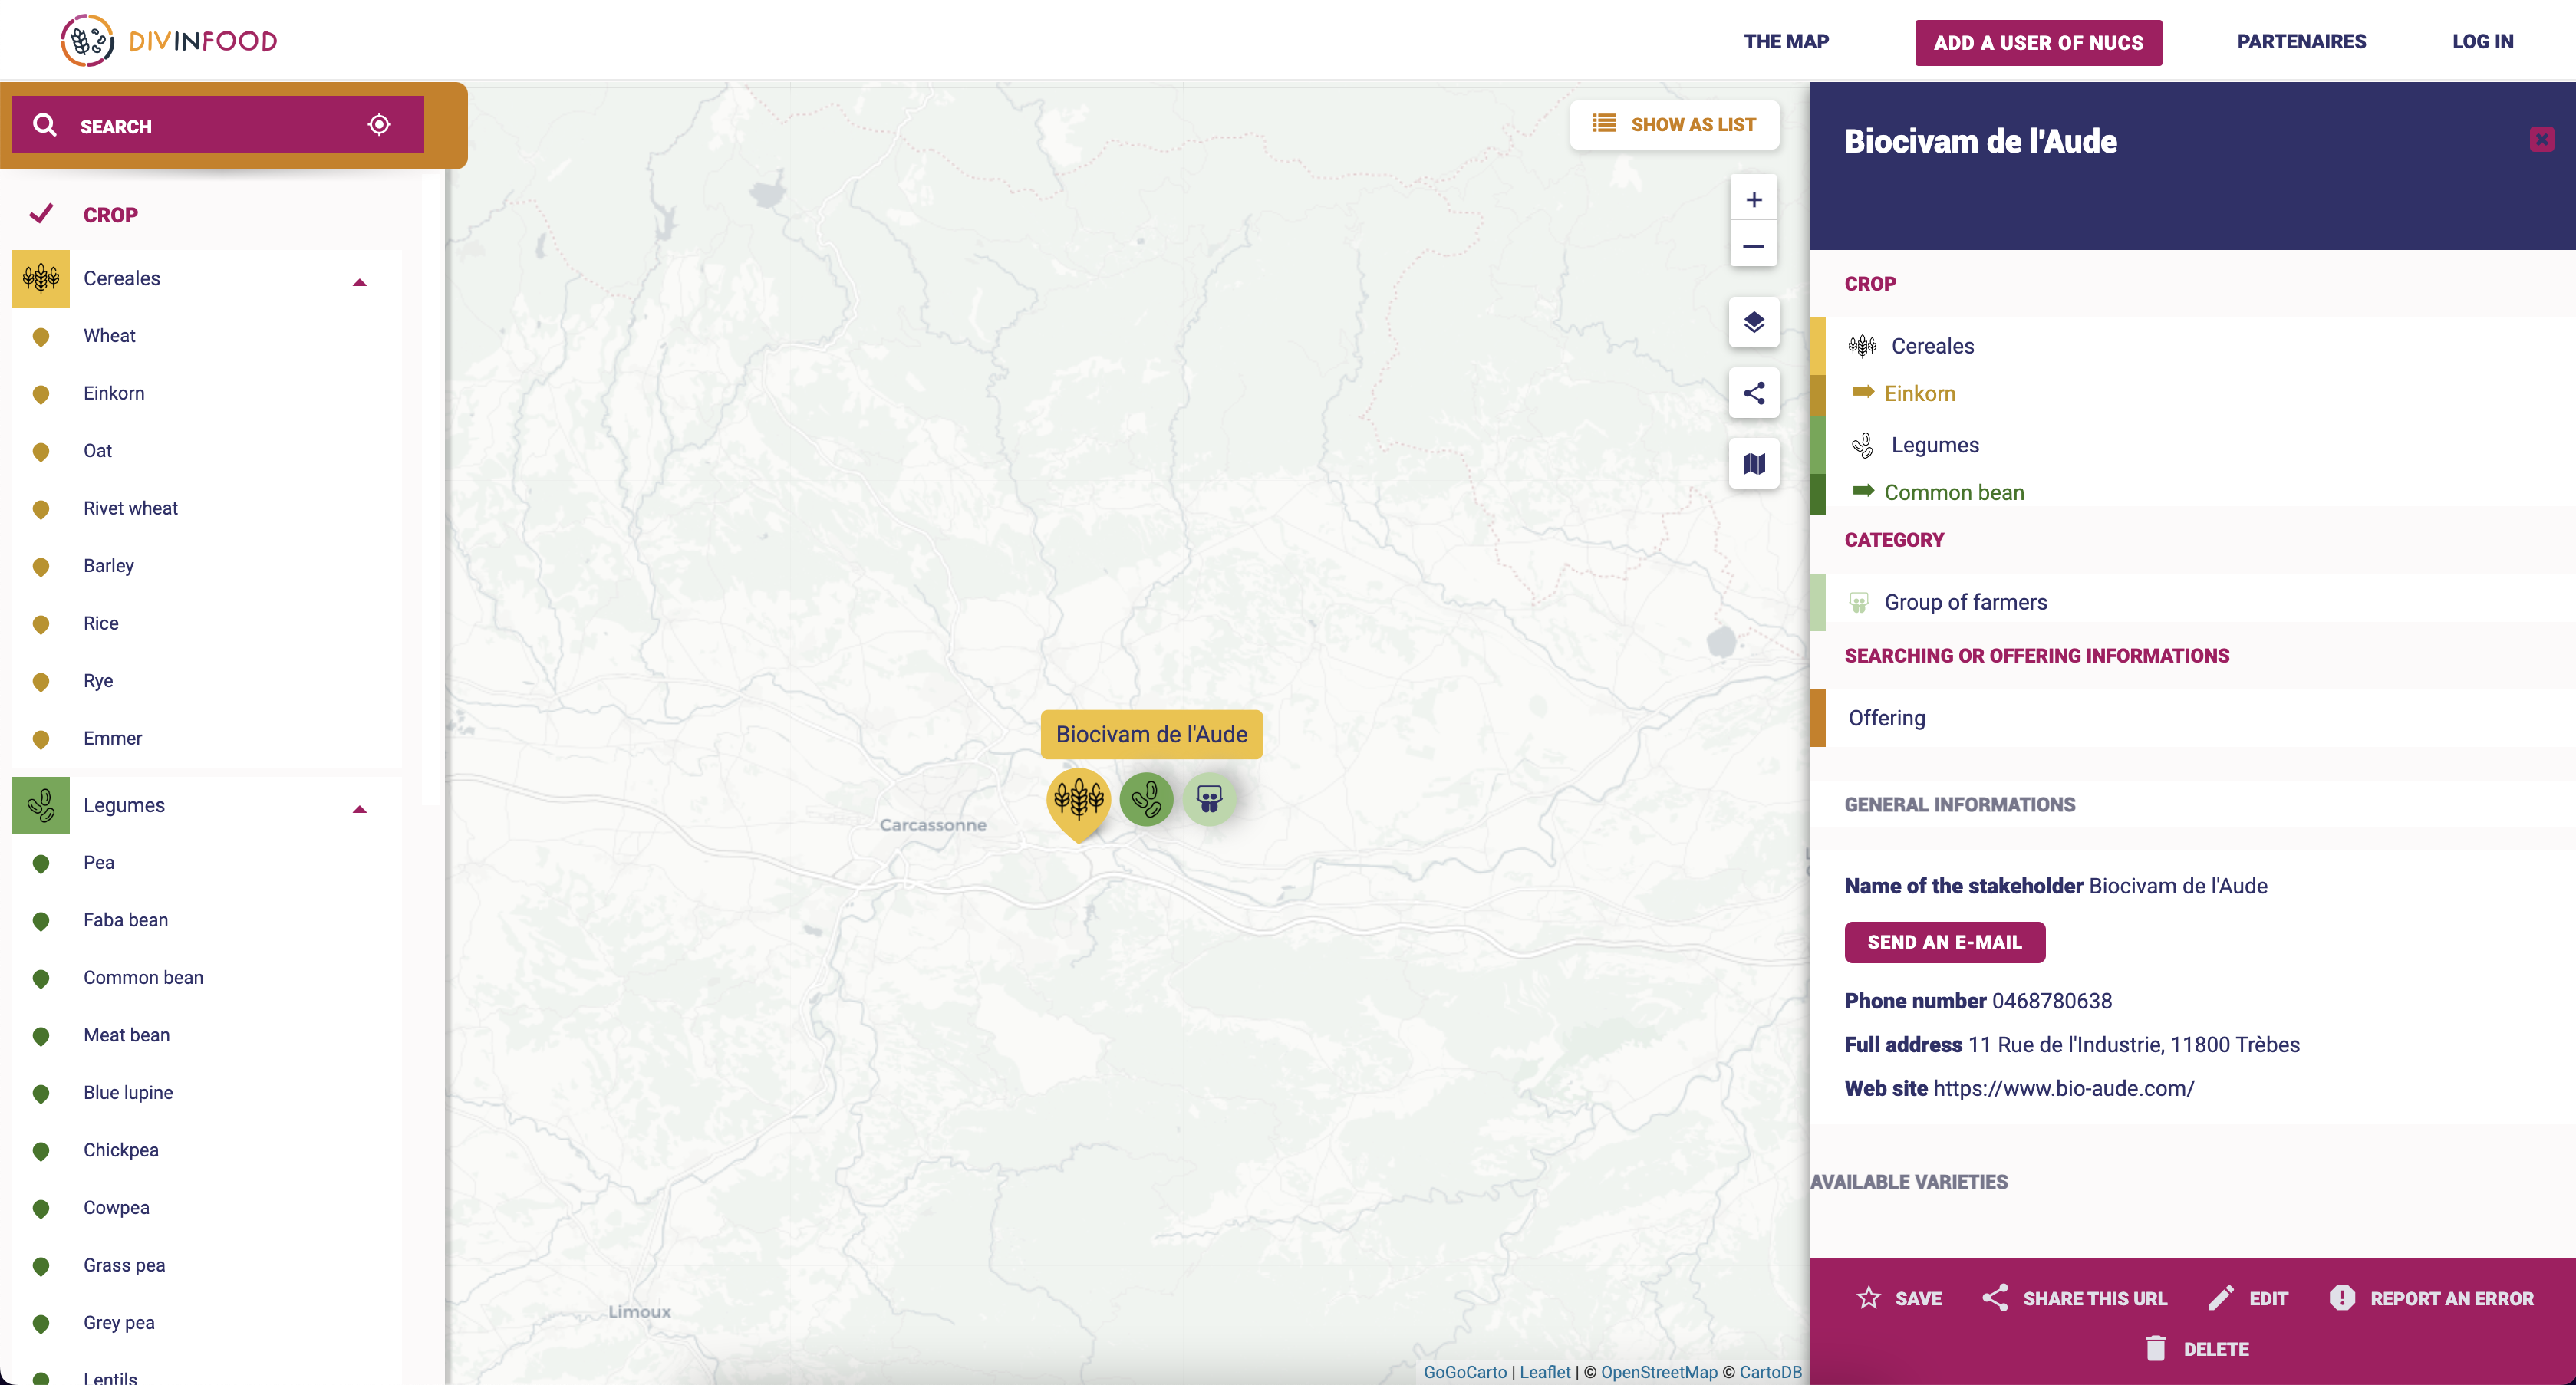 DIVINFOOD
THE MAP
ADD A USER OF NUCS
PARTENAIRES
LOG IN
SEARCH
CROP
Cereales
Wheat
Einkorn
Oat
Rivet wheat
Barley
Rice
Rye
Emmer
Legumes
Pea
Faba bean
Common bean
Meat bean
Blue lupine
Chickpea
Cowpea
Grass pea
Grey pea
Lentils
SHOW AS LIST
Biocivam de l'Aude
Carcassonne
Limoux
GoGoCarto | Leaflet | © OpenStreetMap © CartoDB
Biocivam de l'Aude
CROP
Cereales
Einkorn
Legumes
Common bean
CATEGORY
Group of farmers
SEARCHING OR OFFERING INFORMATIONS
Offering
GENERAL INFORMATIONS
Name of the stakeholder Biocivam de l'Aude
SEND AN E-MAIL
Phone number 0468780638
Full address 11 Rue de l'Industrie, 11800 Trèbes
Web site https://www.bio-aude.com/
AVAILABLE VARIETIES
SAVE
SHARE THIS URL
EDIT
REPORT AN ERROR
DELETE